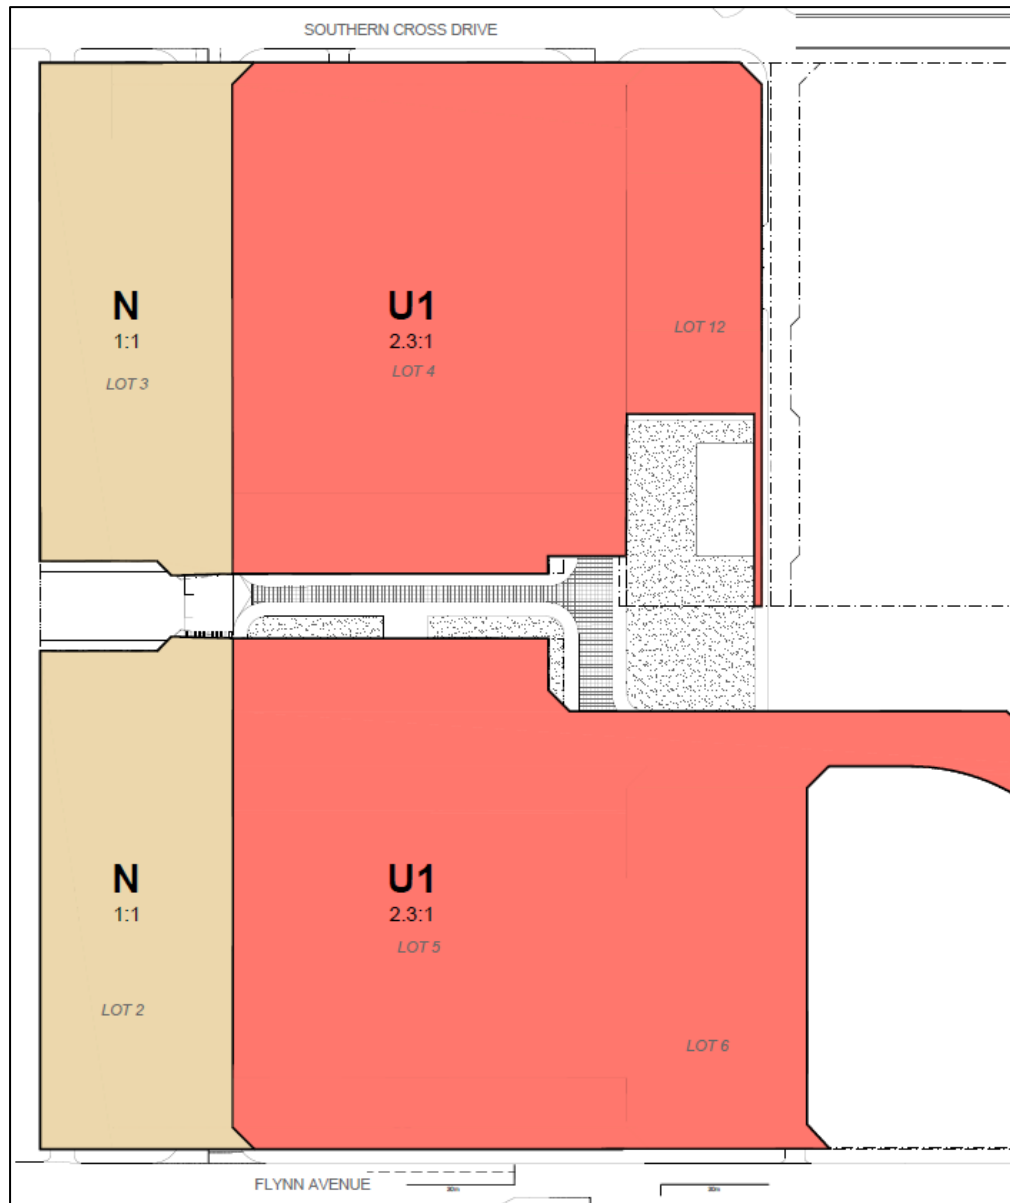 SOUTHERN CROSS DRIVE
N
1:1
LOT 3
U1
2.3:1
LOT 4
LOT 12
N
1:1
LOT 2
U1
2.3:1
LOT 5
LOT 6
FLYNN AVENUE